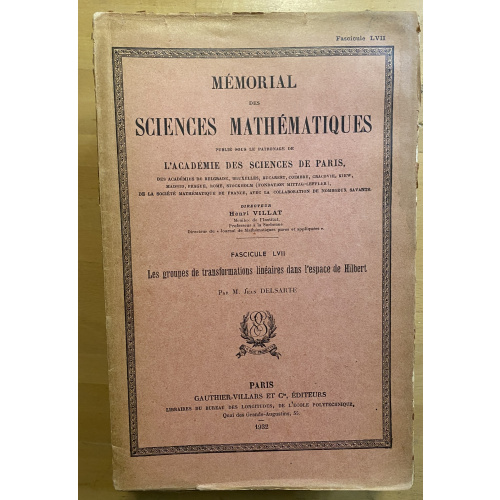 Fascicule LVII
MÉMORIAL
DES
SCIENCES MATHÉMATIQUES
PUBLIÉ SOUS LE PATRONAGE DE
L'ACADÉMIE DES SCIENCES DE PARIS,
DES ACADÉMIES DE BELGRADE, BRUXELLES, BUCAREST, COÏMBRE, CRACOVIE, KIEW,
MADRID, PRAGUE, ROME, STOCKHOLM (FONDATION MITTAG-LEFFLER),
DE LA SOCIÉTÉ MATHÉMATIQUE DE FRANCE, AVEC LA COLLABORATION DE NOMBREUX SAVANTS.
DIRECTEUR
Henri VILLAT
Membre de l'Institut,
Professeur à la Sorbonne
Directeur du « Journal de Mathématiques pures et appliquées »
FASCICULE LVII
Les groupes de transformations linéaires dans l'espace de Hilbert
PAR M. JEAN DELSARTE
PARIS
GAUTHIER-VILLARS ET Cie, ÉDITEURS
LIBRAIRES DU BUREAU DES LONGITUDES, DE L'ÉCOLE POLYTECHNIQUE,
Quai des Grands-Augustins, 55.
1932